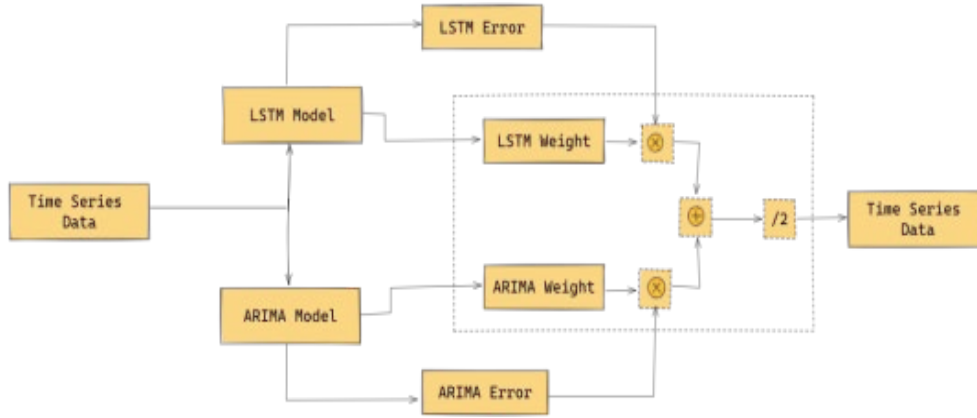 LSTM Error
LSTM Model
LSTM Weight
⊗
Time Series
Data
⊕
/2
Time Series
Data
ARIMA Model
ARIMA Weight
⊗
ARIMA Error